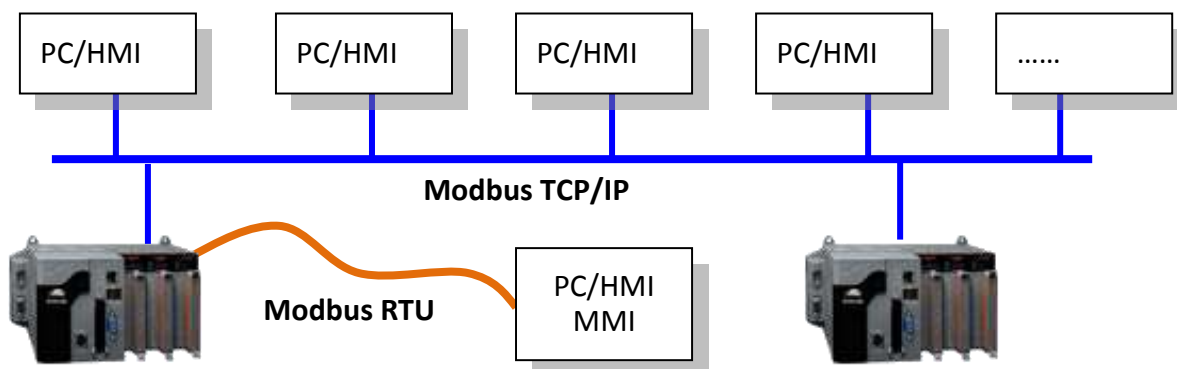 PC/HMI
PC/HMI
PC/HMI
PC/HMI
......
Modbus TCP/IP
Modbus RTU
PC/HMI
MMI